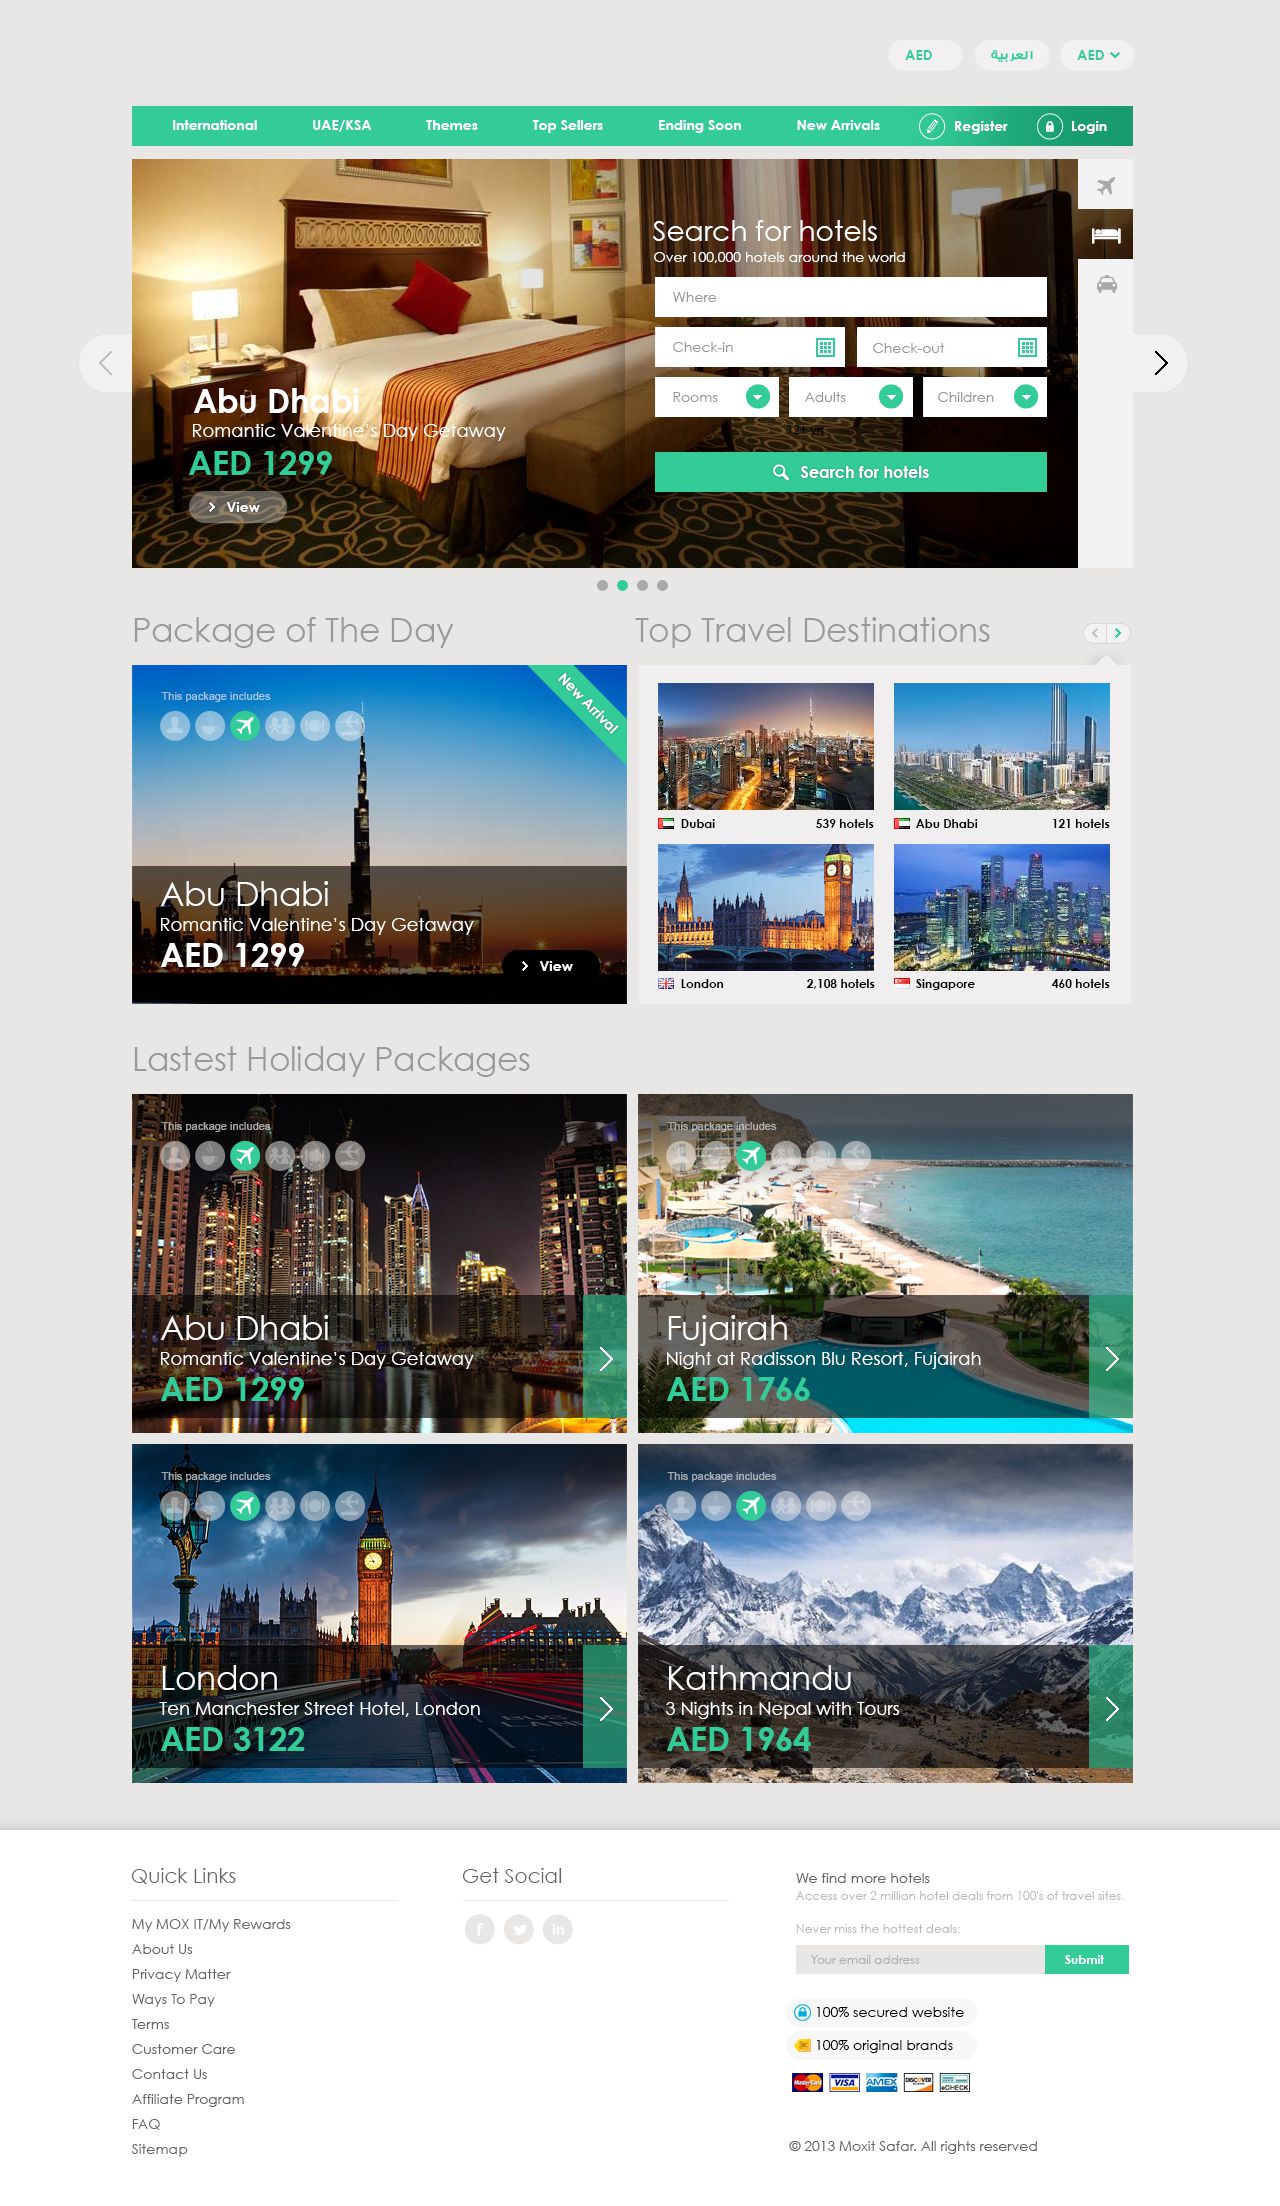 AED
العربية
AED
International
UAE/KSA
Themes
Top Sellers
Ending Soon
New Arrivals
Register
Login
Search for hotels
Over 100,000 hotels around the world
Where
Check-in
Check-out
Rooms
Adults
Children
12+ yrs
Search for hotels
Abu Dhabi
Romantic Valentine's Day Getaway
AED 1299
View
Package of The Day
This package includes
New Arrival
Abu Dhabi
Romantic Valentine's Day Getaway
AED 1299
View
Top Travel Destinations
Dubai 539 hotels
Abu Dhabi 121 hotels
London 2,108 hotels
Singapore 460 hotels
Lastest Holiday Packages
This package includes
Abu Dhabi
Romantic Valentine's Day Getaway
AED 1299
This package includes
Fujairah
Night at Radisson Blu Resort, Fujairah
AED 1766
This package includes
London
Ten Manchester Street Hotel, London
AED 3122
This package includes
Kathmandu
3 Nights in Nepal with Tours
AED 1964
Quick Links
My MOX IT/My Rewards
About Us
Privacy Matter
Ways To Pay
Terms
Customer Care
Contact Us
Affiliate Program
FAQ
Sitemap
Get Social
f
in
We find more hotels
Access over 2 million hotel deals from 100's of travel sites.
Never miss the hottest deals:
Your email address
Submit
100% secured website
100% original brands
MasterCard
VISA
AMEX
DISCOVER
eCHECK
© 2013 Moxit Safar. All rights reserved